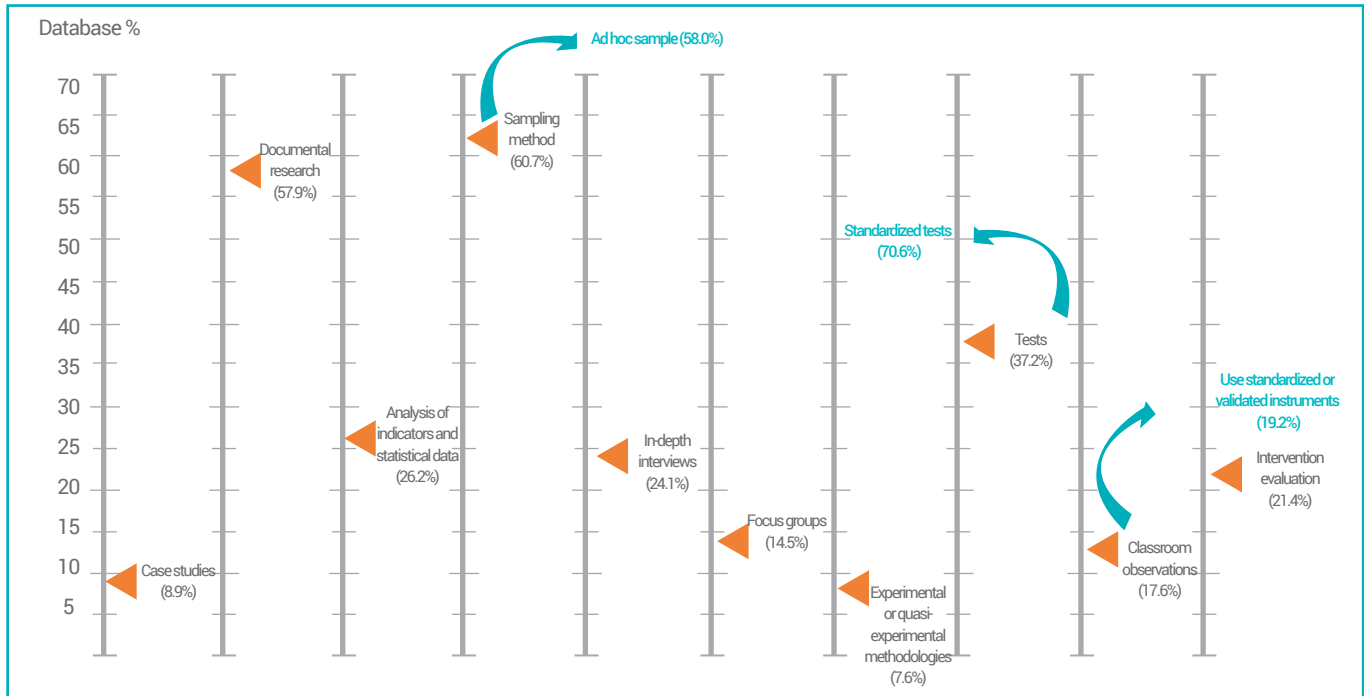 Database %
70
65
60
55
50
45
40
35
30
25
20
15
10
5
Case studies
(8.9%)
Documental
research
(57.9%)
Analysis of
indicators and
statistical data
(26.2%)
Ad hoc sample (58.0%)
Sampling
method
(60.7%)
In-depth
interviews
(24.1%)
Focus groups
(14.5%)
Experimental
or quasi-
experimental
methodologies
(7.6%)
Standardized tests
(70.6%)
Tests
(37.2%)
Classroom
observations
(17.6%)
Use standardized or
validated instruments
(19.2%)
Intervention
evaluation
(21.4%)